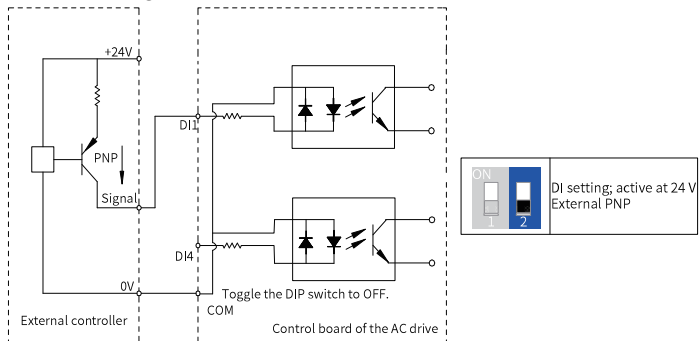 +24V
PNP
Signal
0V
External controller
DI1
DI4
Toggle the DIP switch to OFF.
COM
Control board of the AC drive
ON
1
2
DI setting; active at 24 V
External PNP